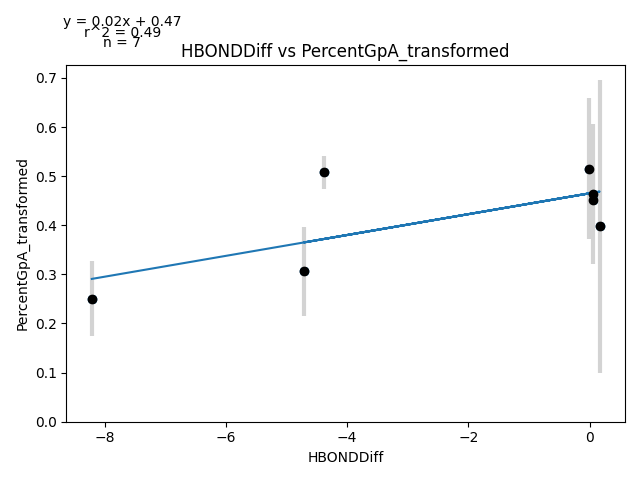 y = 0.02x + 0.47
r^2 = 0.49
n = 7
HBONDDiff vs PercentGpA_transformed
PercentGpA_transformed
0.7
0.6
0.5
0.4
0.3
0.2
0.1
0.0
−8 −6 −4 −2 0
HBONDDiff